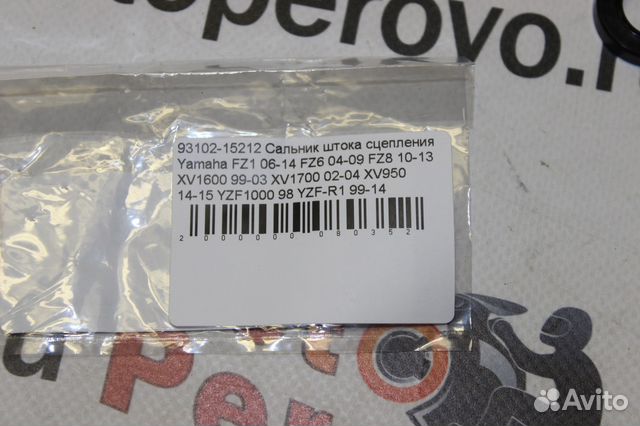 toperovo.r
93102-15212 Сальник штока сцепления
Yamaha FZ1 06-14 FZ6 04-09 FZ8 10-13
XV1600 99-03 XV1700 02-04 XV950
14-15 YZF1000 98 YZF-R1 99-14
2000000080352
Avito